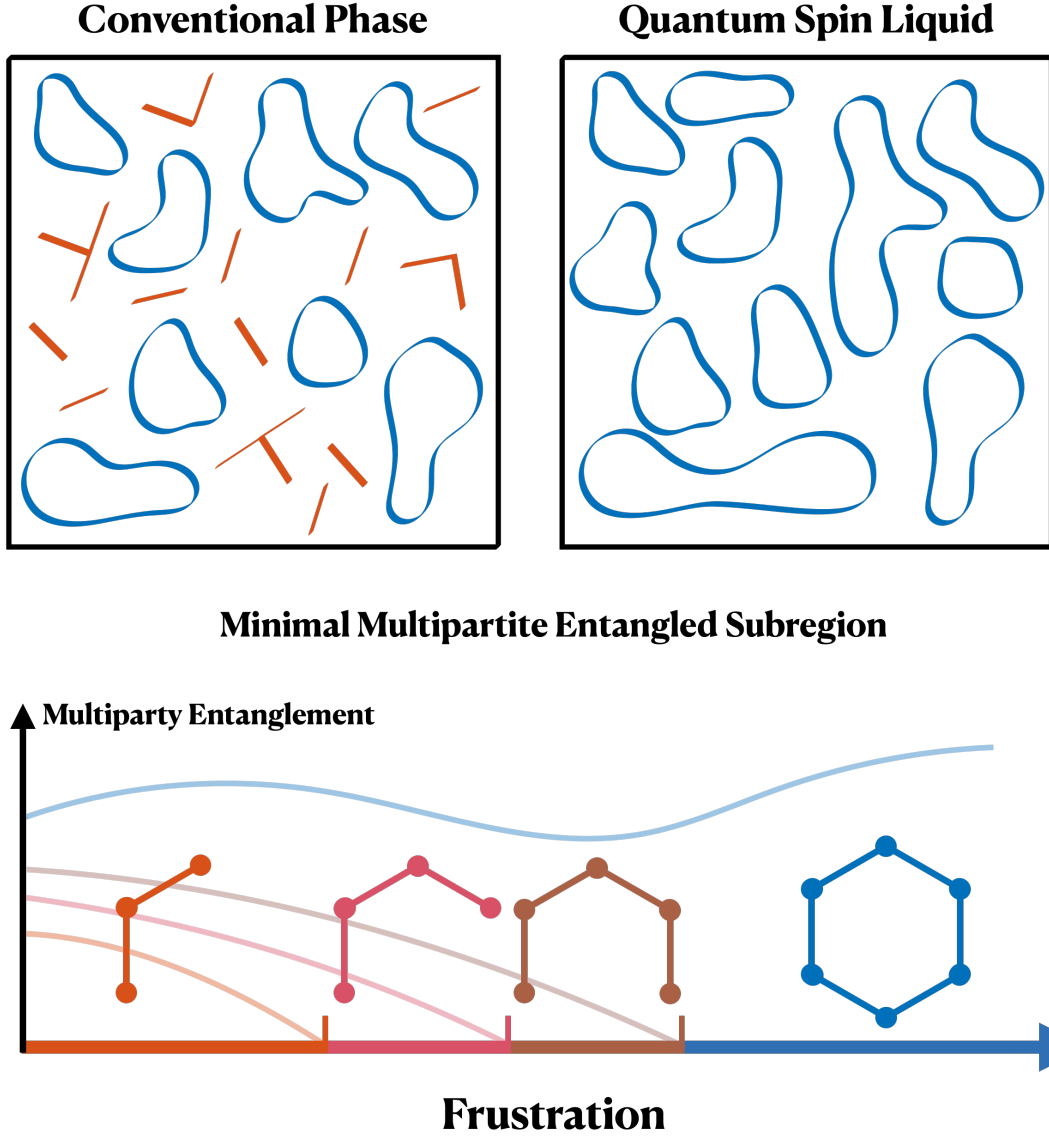 Conventional Phase
Quantum Spin Liquid
Minimal Multipartite Entangled Subregion
Multiparty Entanglement
Frustration